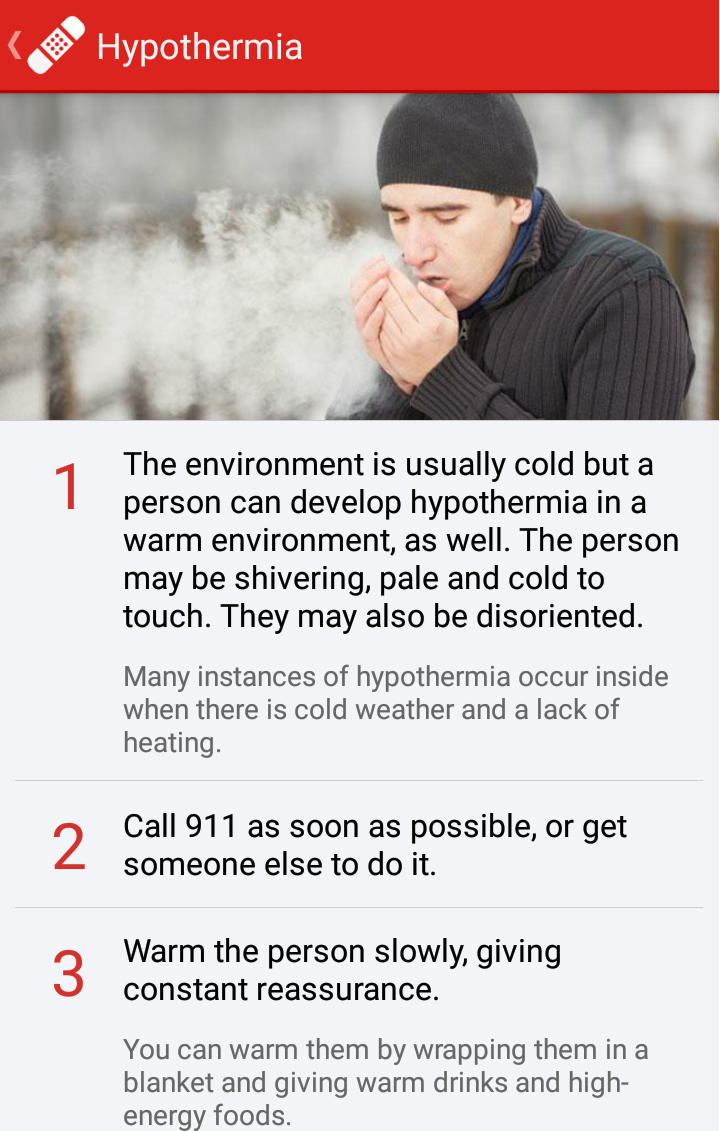 Hypothermia
1
The environment is usually cold but a
person can develop hypothermia in a
warm environment, as well. The person
may be shivering, pale and cold to
touch. They may also be disoriented.
Many instances of hypothermia occur inside
when there is cold weather and a lack of
heating.
2
Call 911 as soon as possible, or get
someone else to do it.
3
Warm the person slowly, giving
constant reassurance.
You can warm them by wrapping them in a
blanket and giving warm drinks and high-
energy foods.